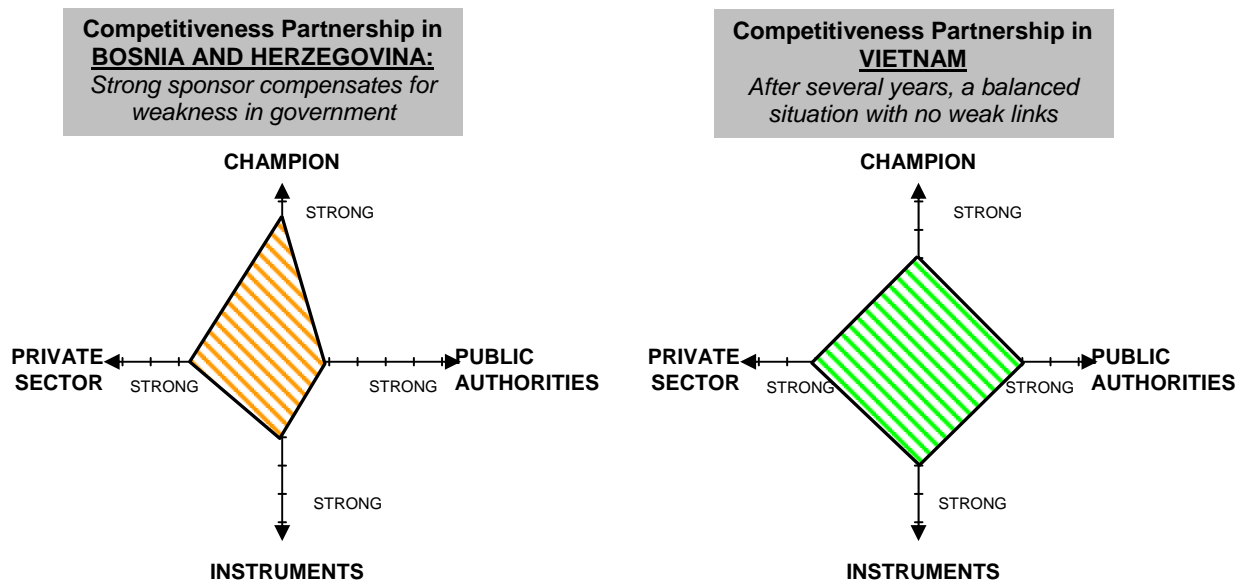 Competitiveness Partnership in
BOSNIA AND HERZEGOVINA:
Strong sponsor compensates for
weakness in government
CHAMPION
STRONG
PRIVATE
SECTOR
STRONG
STRONG
PUBLIC
AUTHORITIES
STRONG
INSTRUMENTS
Competitiveness Partnership in
VIETNAM
After several years, a balanced
situation with no weak links
CHAMPION
STRONG
PRIVATE
SECTOR
STRONG
STRONG
PUBLIC
AUTHORITIES
STRONG
INSTRUMENTS